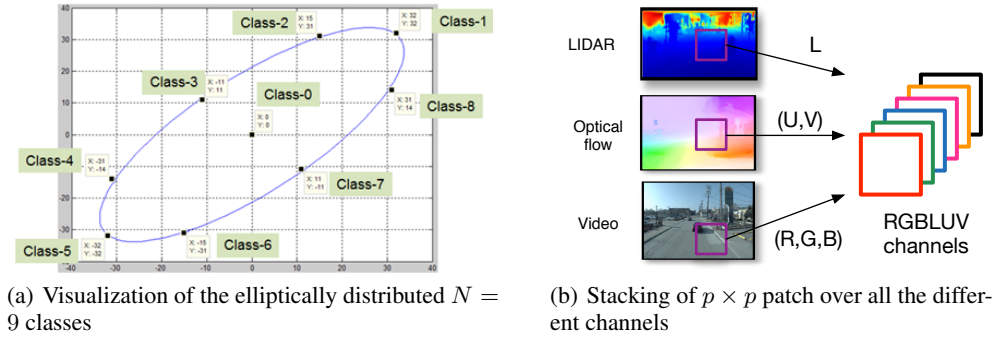 Class-2
X: 15
Y: 31
X: 32
Y: 32
Class-1
Class-3
X: -11
Y: 11
Class-0
X: 0
Y: 0
X: 31
Y: 14
Class-8
Class-4
X: -31
Y: -14
X: 11
Y: -11
Class-7
Class-5
X: -32
Y: -32
X: -15
Y: -31
Class-6
40
30
20
10
0
-10
-20
-30
-40 -30 -20 -10 0 10 20 30 40
(a) Visualization of the elliptically distributed N =
9 classes
LIDAR
L
Optical
flow
(U,V)
Video
(R,G,B)
RGBLUV
channels
(b) Stacking of p × p patch over all the differ-
ent channels